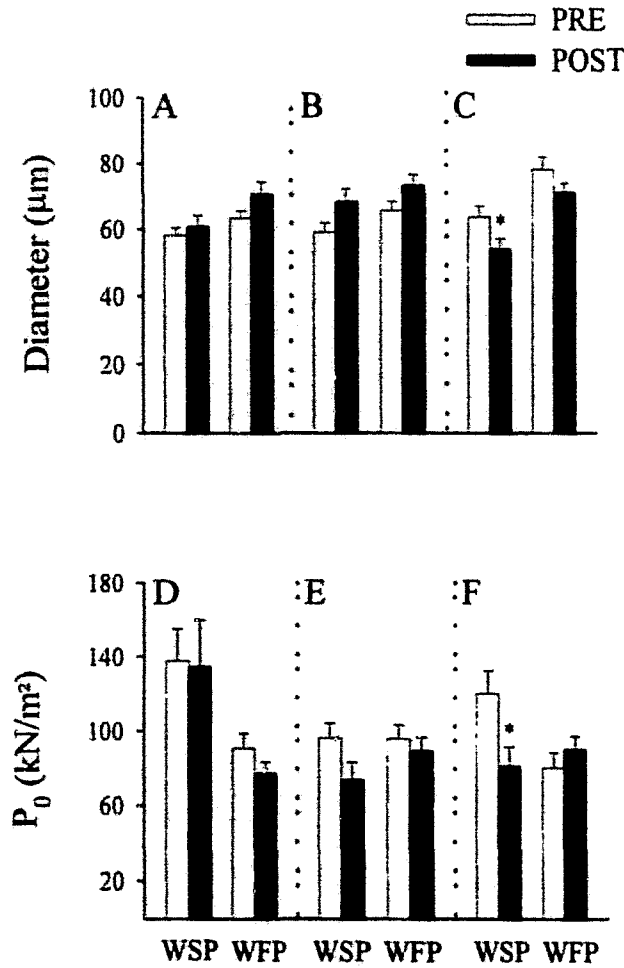 PRE
POST
A B C
Diameter (μm)
100
80
60
40
20
0
*
D E F
P₀ (kN/m²)
180
140
100
60
20
*
WSP WFP WSP WFP WSP WFP